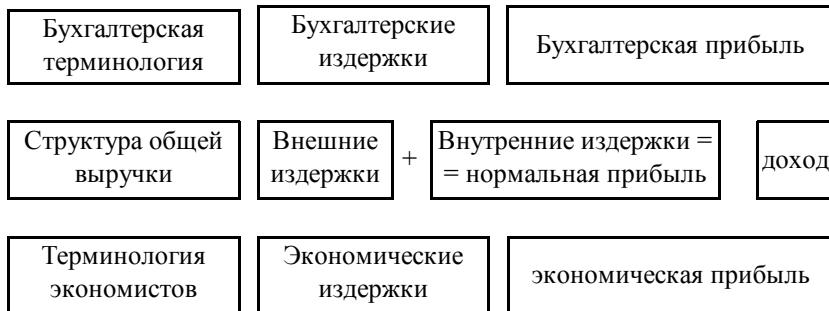 Бухгалтерская
терминология
Бухгалтерские
издержки
Бухгалтерская прибыль
Структура общей
выручки
Внешние
издержки
+
Внутренние издержки =
= нормальная прибыль
доход
Терминология
экономистов
Экономические
издержки
экономическая прибыль